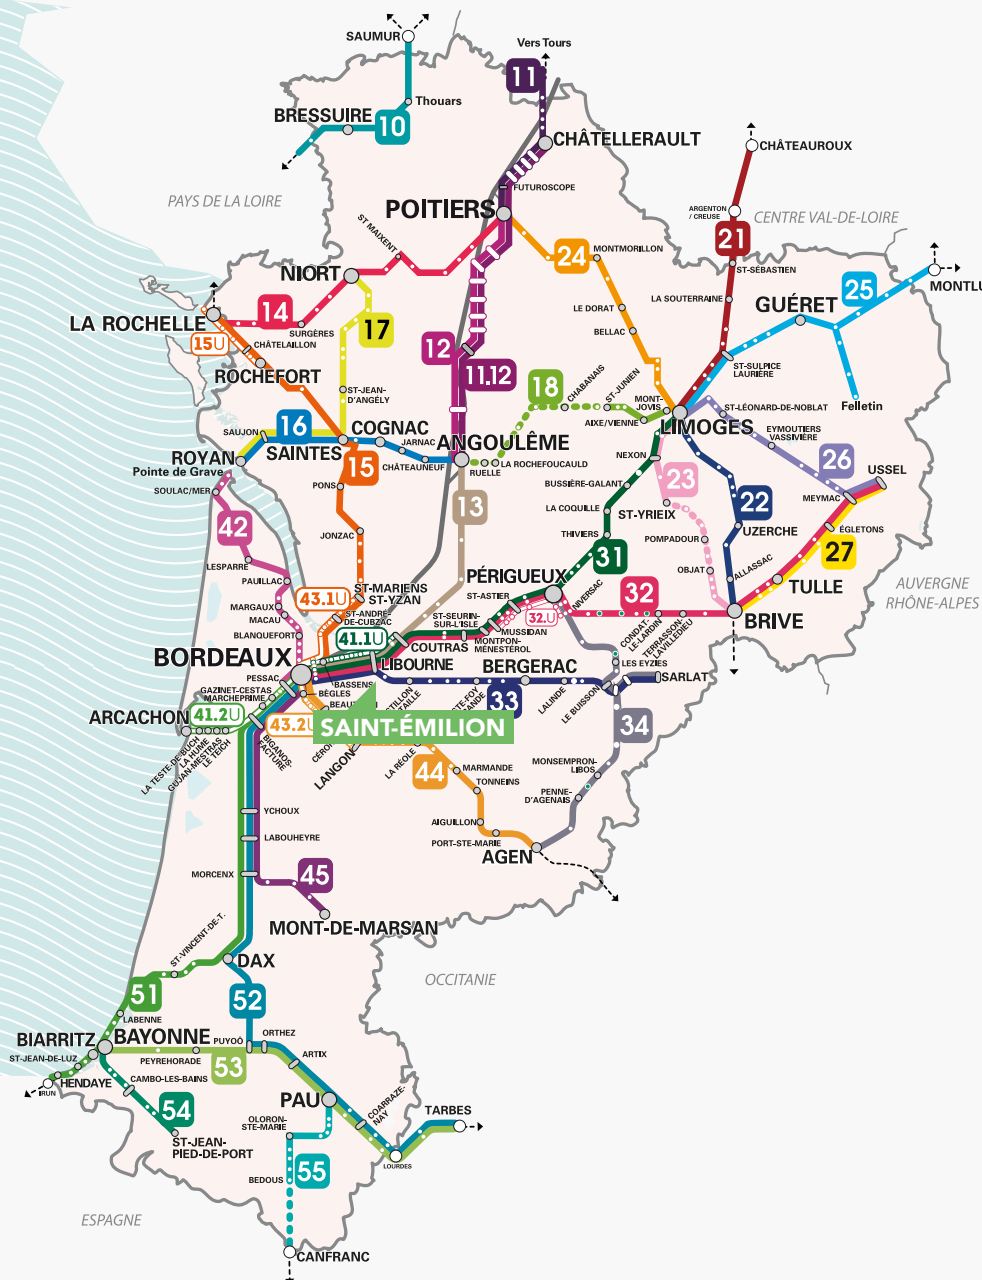 SAUMUR
Vers Tours
11
Thouars
BRESSUIRE
10
CHÂTELLERAULT
CHÂTEAUROUX
PAYS DE LA LOIRE
FUTUROSCOPE
POITIERS
ARGENTON
/ CREUSE
CENTRE VAL-DE-LOIRE
ST MAIXENT
24
MONTMORILLON
21
ST-SÉBASTIEN
NIORT
25
MONTLU
LA SOUTERRAINE
GUÉRET
LE DORAT
14
LA ROCHELLE
17
BELLAC
SURGÈRES
15U
CHÂTELAILLON
12
ROCHEFORT
11.12
ST-SULPICE
LAURIÈRE
18
CHABANAIS
ST-JUNIEN
ST-JEAN-
D'ANGÉLY
MONT-
JOVIS
Felletin
ST-LÉONARD-DE-NOBLAT
AIXE/VIENNE
LIMOGES
16
COGNAC
SAUJON
EYMOUTIERS
VASSIVIÈRE
JARNAC
ANGOULÊME
ROYAN
SAINTES
CHÂTEAUNEUF
LA ROCHEFOUCAULD
RUELLE
NEXON
26
USSEL
Pointe de Grave
15
PONS
BUSSIÈRE-GALANT
23
SOULAC/MER
MEYMAC
13
LA COQUILLE
22
ST-YRIEIX
42
UZERCHE
ÉGLETONS
JONZAC
THIVIERS
POMPADOUR
27
31
LESPARRE
OBJAT
ALLASSAC
PAUILLAC
PÉRIGUEUX
TULLE
AUVERGNE
RHÔNE-ALPES
ST-MARIENS
ST-YZAN
43.1U
ST-ASTIER
NIVERSAC
32
MARGAUX
MACAU
ST-ANDRÉ-
DE-CUBZAC
ST-SEURIN-
SUR-L'ISLE
32.U
BRIVE
BLANQUEFORT
41.1U
MUSSIDAN
CONDAT-
LE-LARDIN
TERRASSON-
LAVILLEDIEU
COUTRAS
MONTPON-
MÉNESTÉROL
BORDEAUX
LIBOURNE
BERGERAC
LES EYZIES
PESSAC
BASSENS
SARLAT
GAZINET-CESTAS
MARCHEPRIME
BÈGLES
33
LALINDE
LE BUISSON
ARCACHON
41.2U
34
43.2U
SAINT-ÉMILION
LA TESTE-DE-BUCH
LA HUME
GUJAN-MESTRAS
LE TEICH
BIGANOS-
FACTURE
LANGON
LA RÉOLE
44
MARMANDE
MONSEMPRON-
LIBOS
TONNEINS
PENNE-
D'AGENAIS
YCHOUX
AIGUILLON
LABOUHEYRE
PORT-STE-MARIE
AGEN
MORCENX
45
MONT-DE-MARSAN
ST-VINCENT-DE-T.
DAX
OCCITANIE
51
52
LABENNE
BIARRITZ
BAYONNE
PUYOÔ
ORTHEZ
ST-JEAN-DE-LUZ
PEYREHORADE
53
ARTIX
HENDAYE
CAMBO-LES-BAINS
IRUN
PAU
54
COARRAZE-
NAY
TARBES
OLORON-
STE-MARIE
ST-JEAN-
PIED-DE-PORT
LOURDES
55
BEDOUS
ESPAGNE
CANFRANC